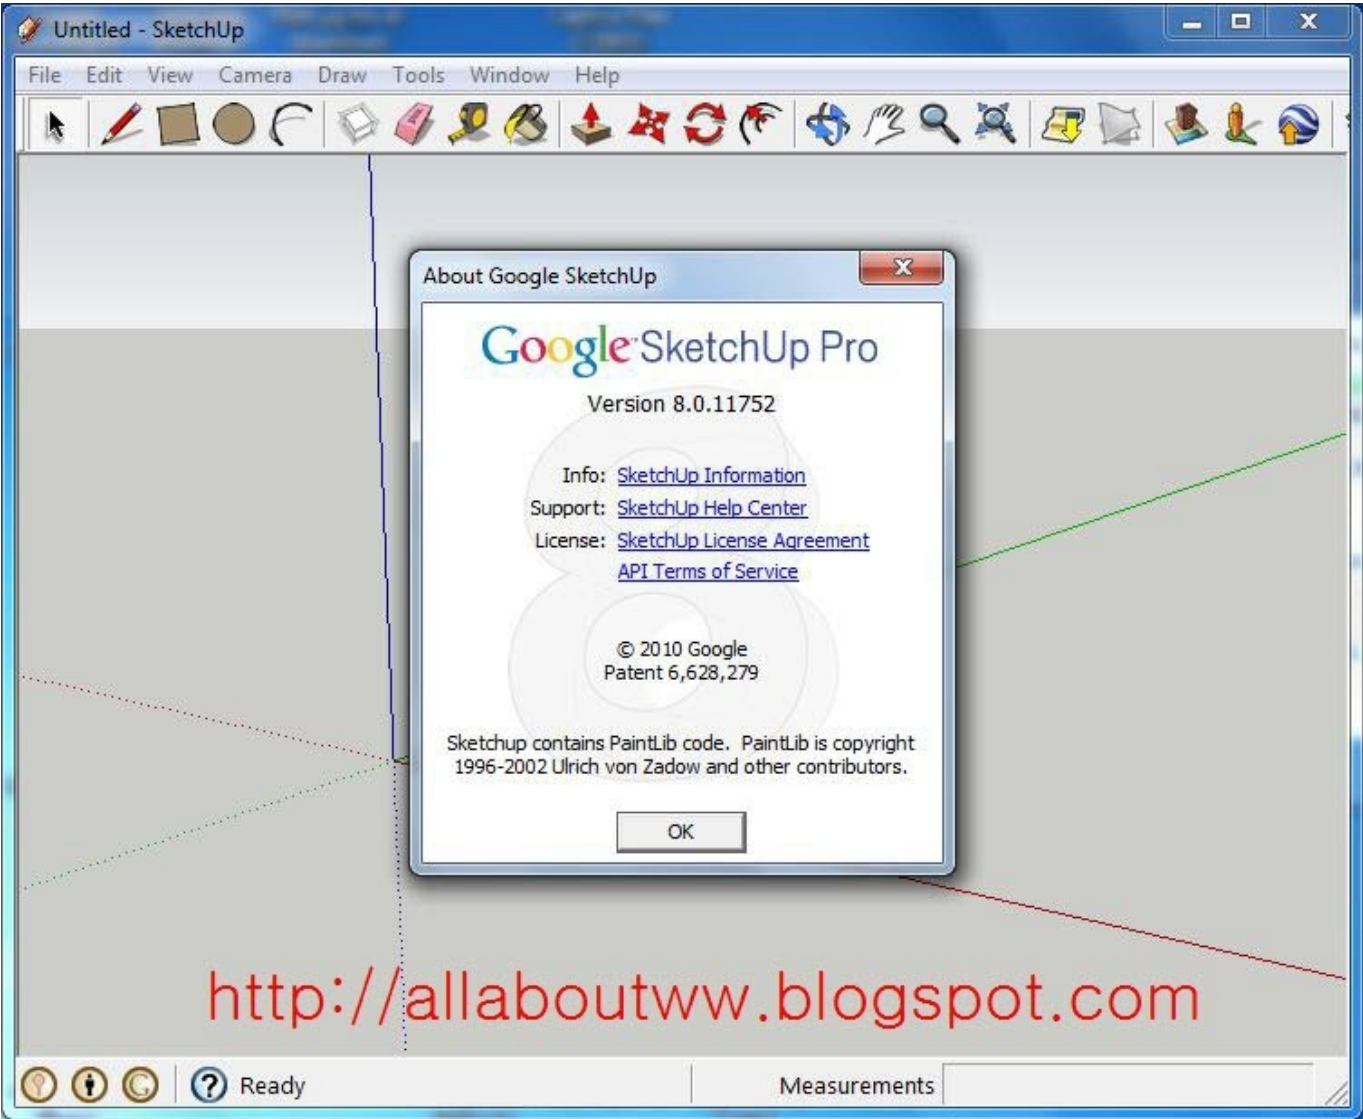 Untitled - SketchUp
File Edit View Camera Draw Tools Window Help
About Google SketchUp
Google™ SketchUp Pro
Version 8.0.11752
Info: SketchUp Information
Support: SketchUp Help Center
License: SketchUp License Agreement
API Terms of Service
© 2010 Google
Patent 6,628,279
Sketchup contains PaintLib code. PaintLib is copyright
1996-2002 Ulrich von Zadow and other contributors.
OK
http://allaboutww.blogspot.com
Ready
Measurements